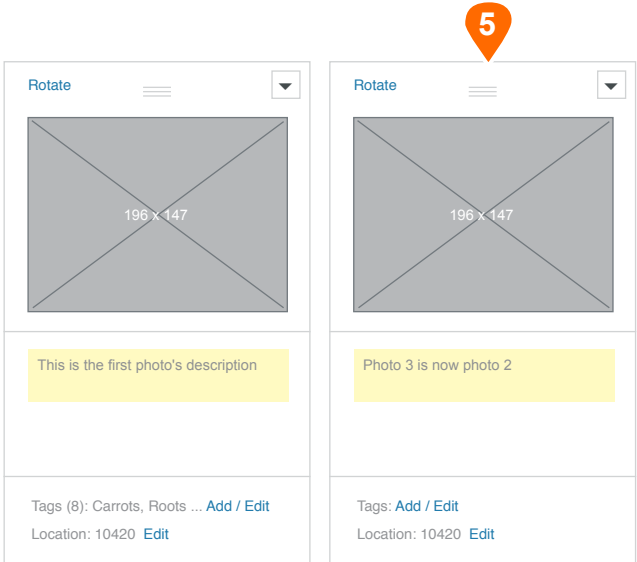 5
Rotate
196 x 147
This is the first photo's description
Tags (8): Carrots, Roots ... Add / Edit
Location: 10420 Edit
Rotate
196 x 147
Photo 3 is now photo 2
Tags: Add / Edit
Location: 10420 Edit